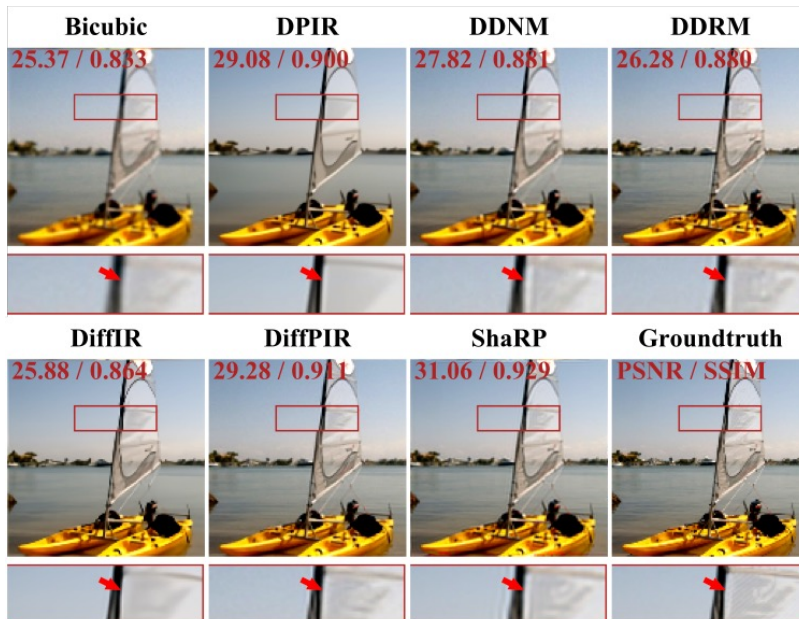 Bicubic DPIR DDNM DDRM
25.37 / 0.833 29.08 / 0.900 27.82 / 0.881 26.28 / 0.880
DiffIR DiffPIR ShaRP Groundtruth
25.88 / 0.864 29.28 / 0.911 31.06 / 0.929 PSNR / SSIM